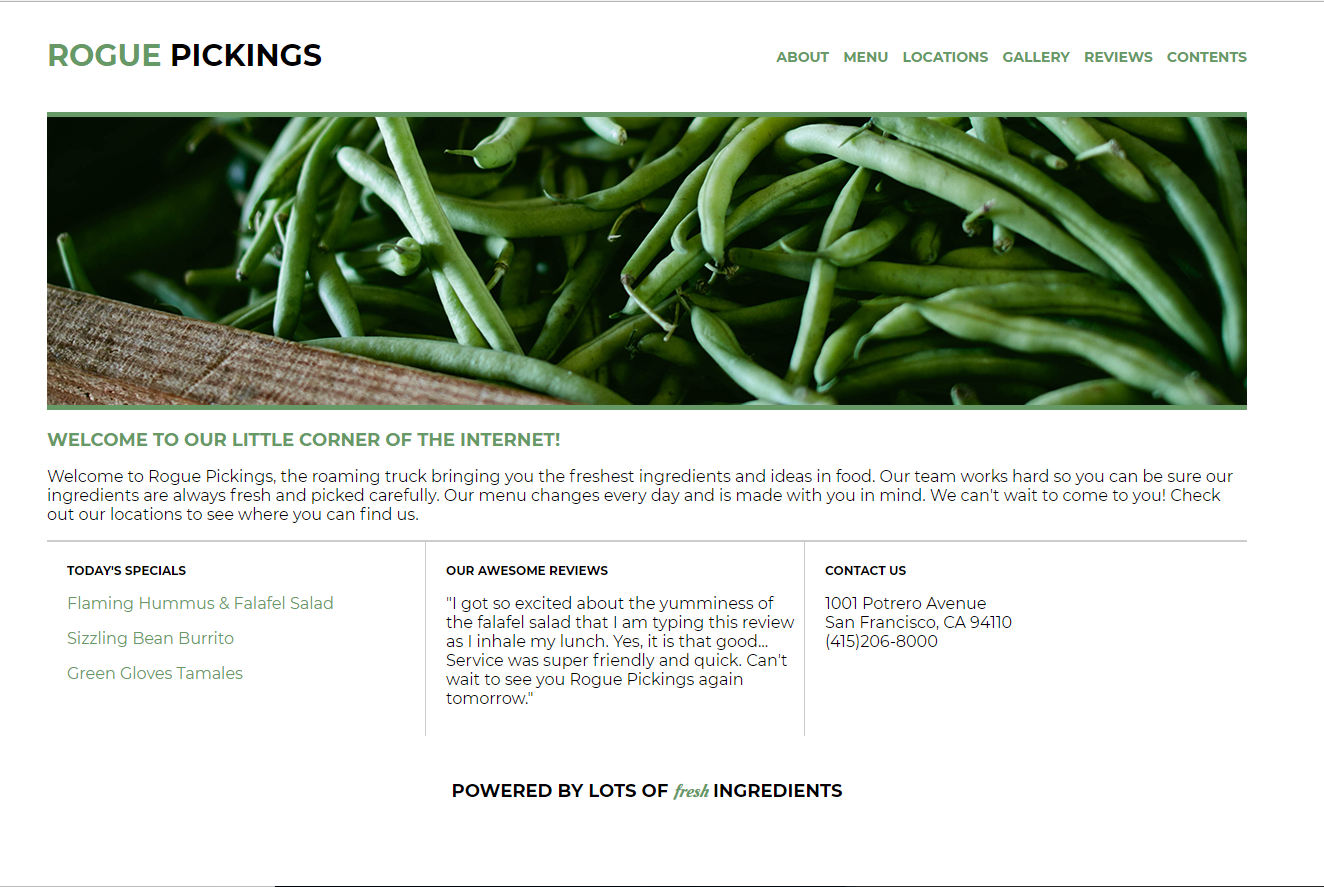 ROGUE PICKINGS
ABOUT MENU LOCATIONS GALLERY REVIEWS CONTENTS
WELCOME TO OUR LITTLE CORNER OF THE INTERNET!
Welcome to Rogue Pickings, the roaming truck bringing you the freshest ingredients and ideas in food. Our team works hard so you can be sure our
ingredients are always fresh and picked carefully. Our menu changes every day and is made with you in mind. We can't wait to come to you! Check
out our locations to see where you can find us.
TODAY'S SPECIALS
Flaming Hummus & Falafel Salad
Sizzling Bean Burrito
Green Gloves Tamales
OUR AWESOME REVIEWS
"I got so excited about the yumminess of
the falafel salad that I am typing this review
as I inhale my lunch. Yes, it is that good...
Service was super friendly and quick. Can't
wait to see you Rogue Pickings again
tomorrow."
CONTACT US
1001 Potrero Avenue
San Francisco, CA 94110
(415)206-8000
POWERED BY LOTS OF fresh INGREDIENTS